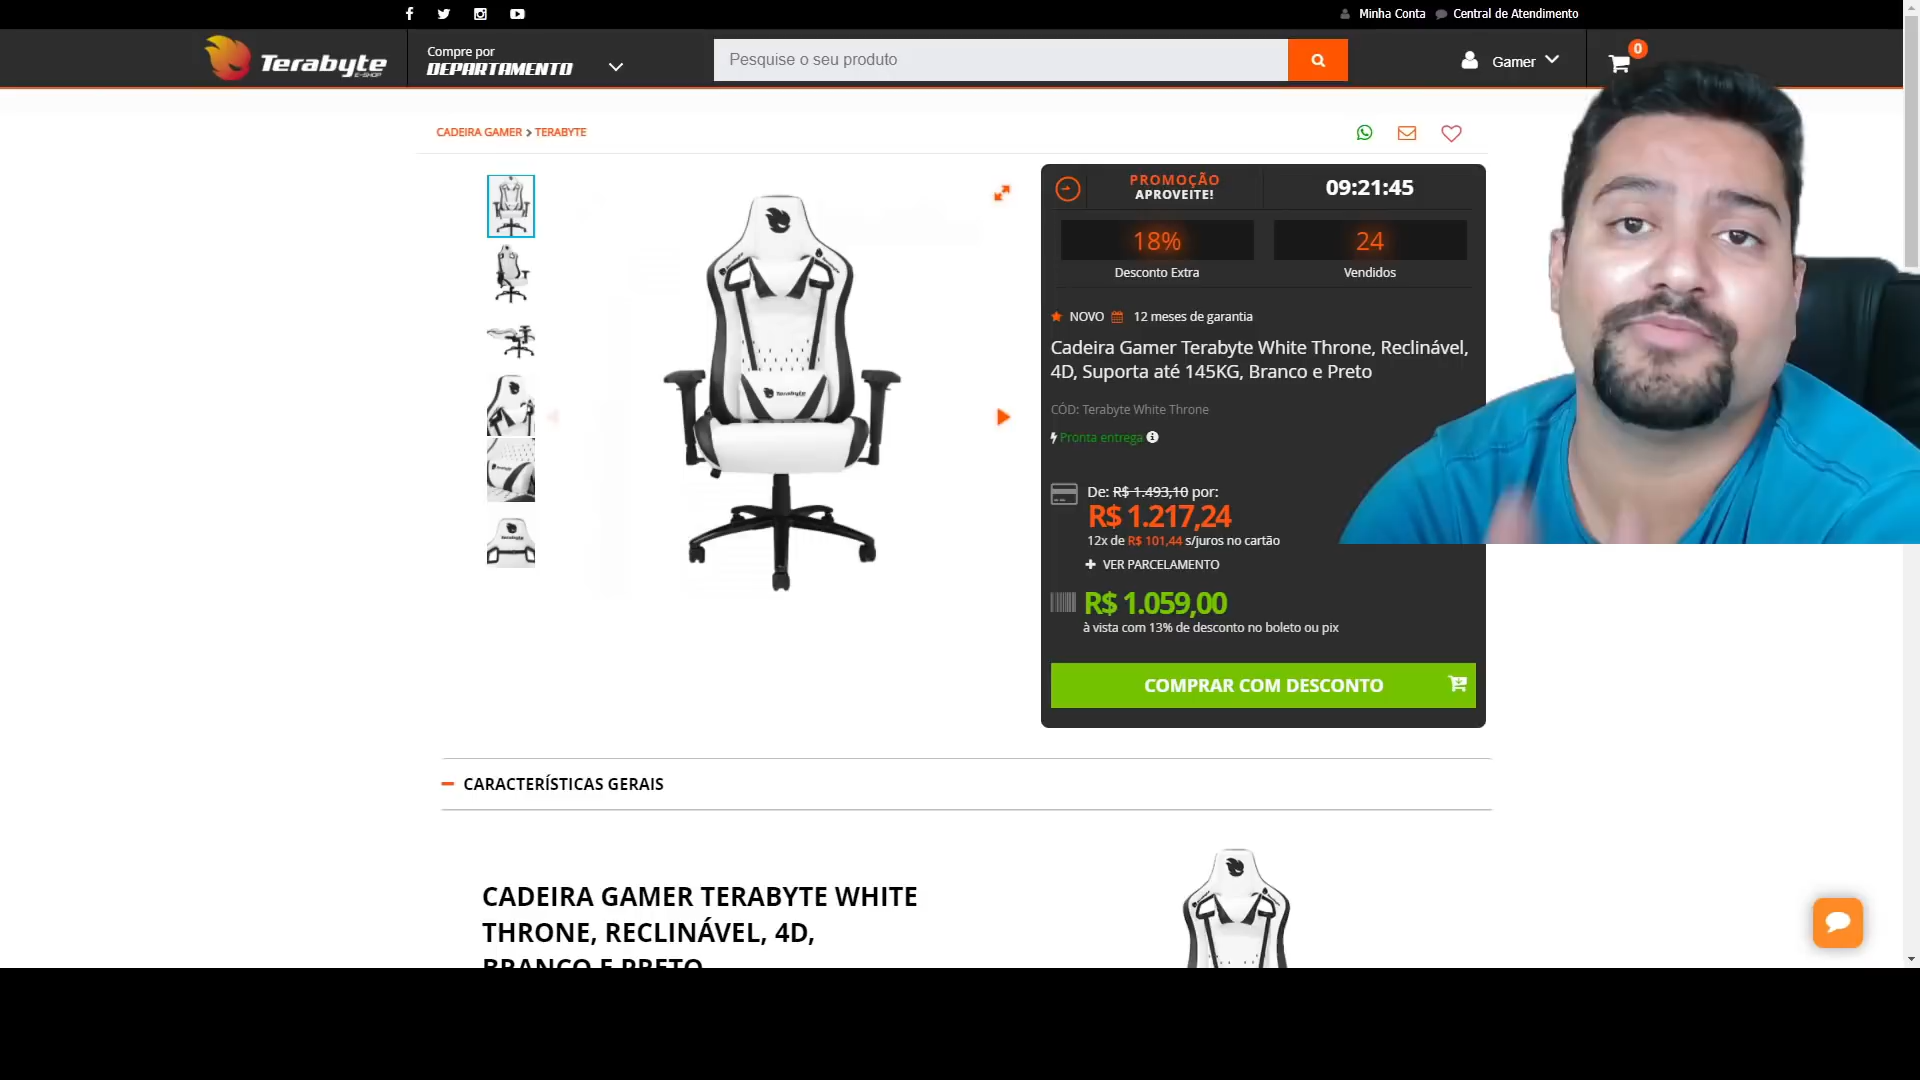 Minha Conta
Central de Atendimento
Terabyte
E-SHOP
Compre por
DEPARTAMENTO
Pesquise o seu produto
Gamer
0
CADEIRA GAMER > TERABYTE
PROMOÇÃO
APROVEITE!
09:21:45
18%
24
Desconto Extra
Vendidos
NOVO
12 meses de garantia
Cadeira Gamer Terabyte White Throne, Reclinável,
4D, Suporta até 145KG, Branco e Preto
CÓD: Terabyte White Throne
Pronta entrega
De: R$ 1.493,10 por:
R$ 1.217,24
12x de R$ 101,44 s/juros no cartão
+ VER PARCELAMENTO
R$ 1.059,00
à vista com 13% de desconto no boleto ou pix
COMPRAR COM DESCONTO
Terabyte
CARACTERÍSTICAS GERAIS
CADEIRA GAMER TERABYTE WHITE
THRONE, RECLINÁVEL, 4D,
BRANCO E PRETO